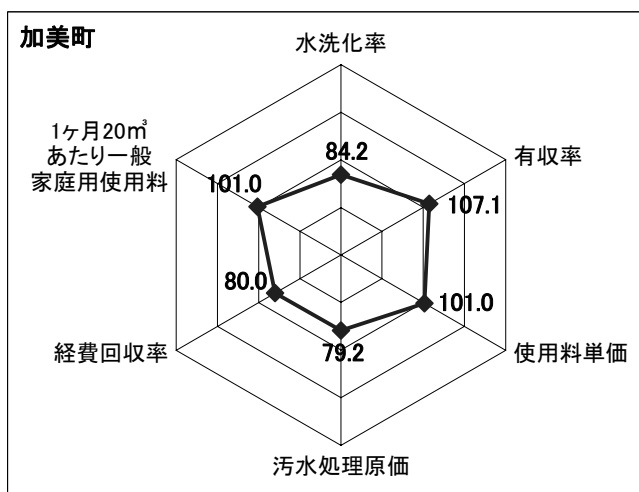 加美町
水洗化率
1ヶ月20㎥
あたり一般
家庭用使用料
84.2
有収率
101.0
107.1
80.0
101.0
79.2
経費回収率
使用料単価
汚水処理原価